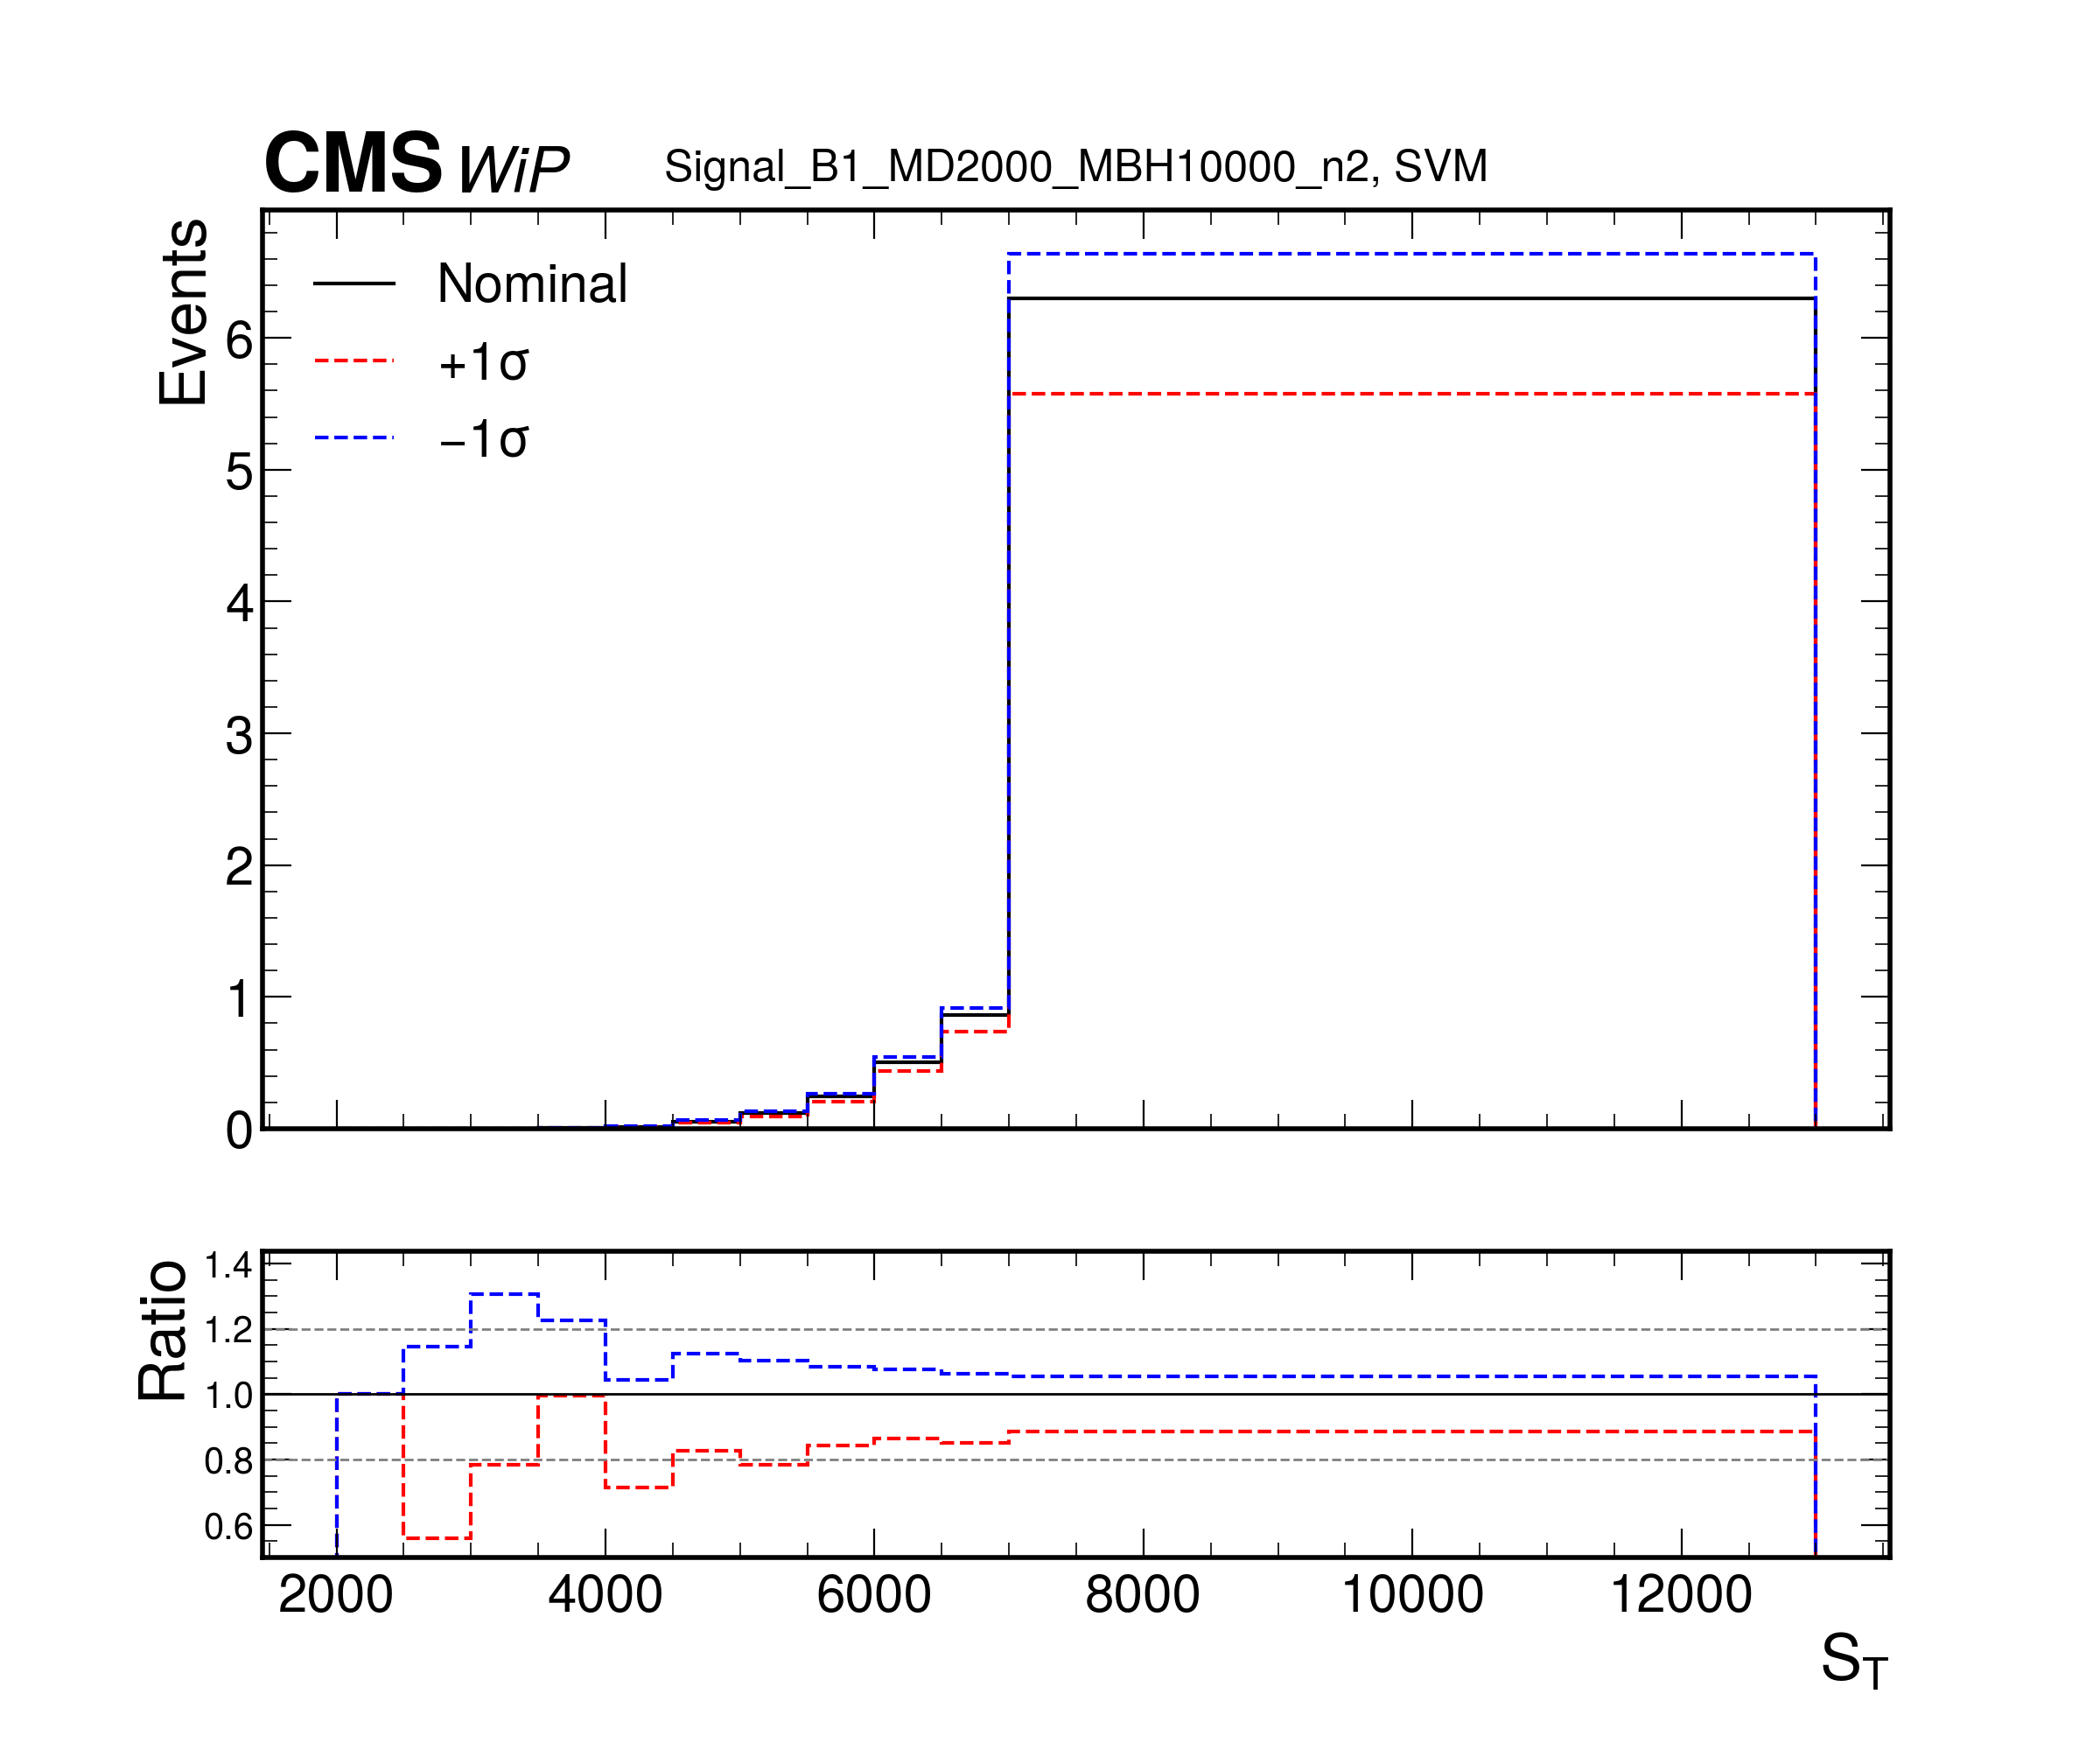 CMS WiP Signal_B1_MD2000_MBH10000_n2, SVM
Events
Nominal
+1σ
−1σ
6
5
4
3
2
1
0
Ratio
1.4
1.2
1.0
0.8
0.6
2000 4000 6000 8000 10000 12000
S_T